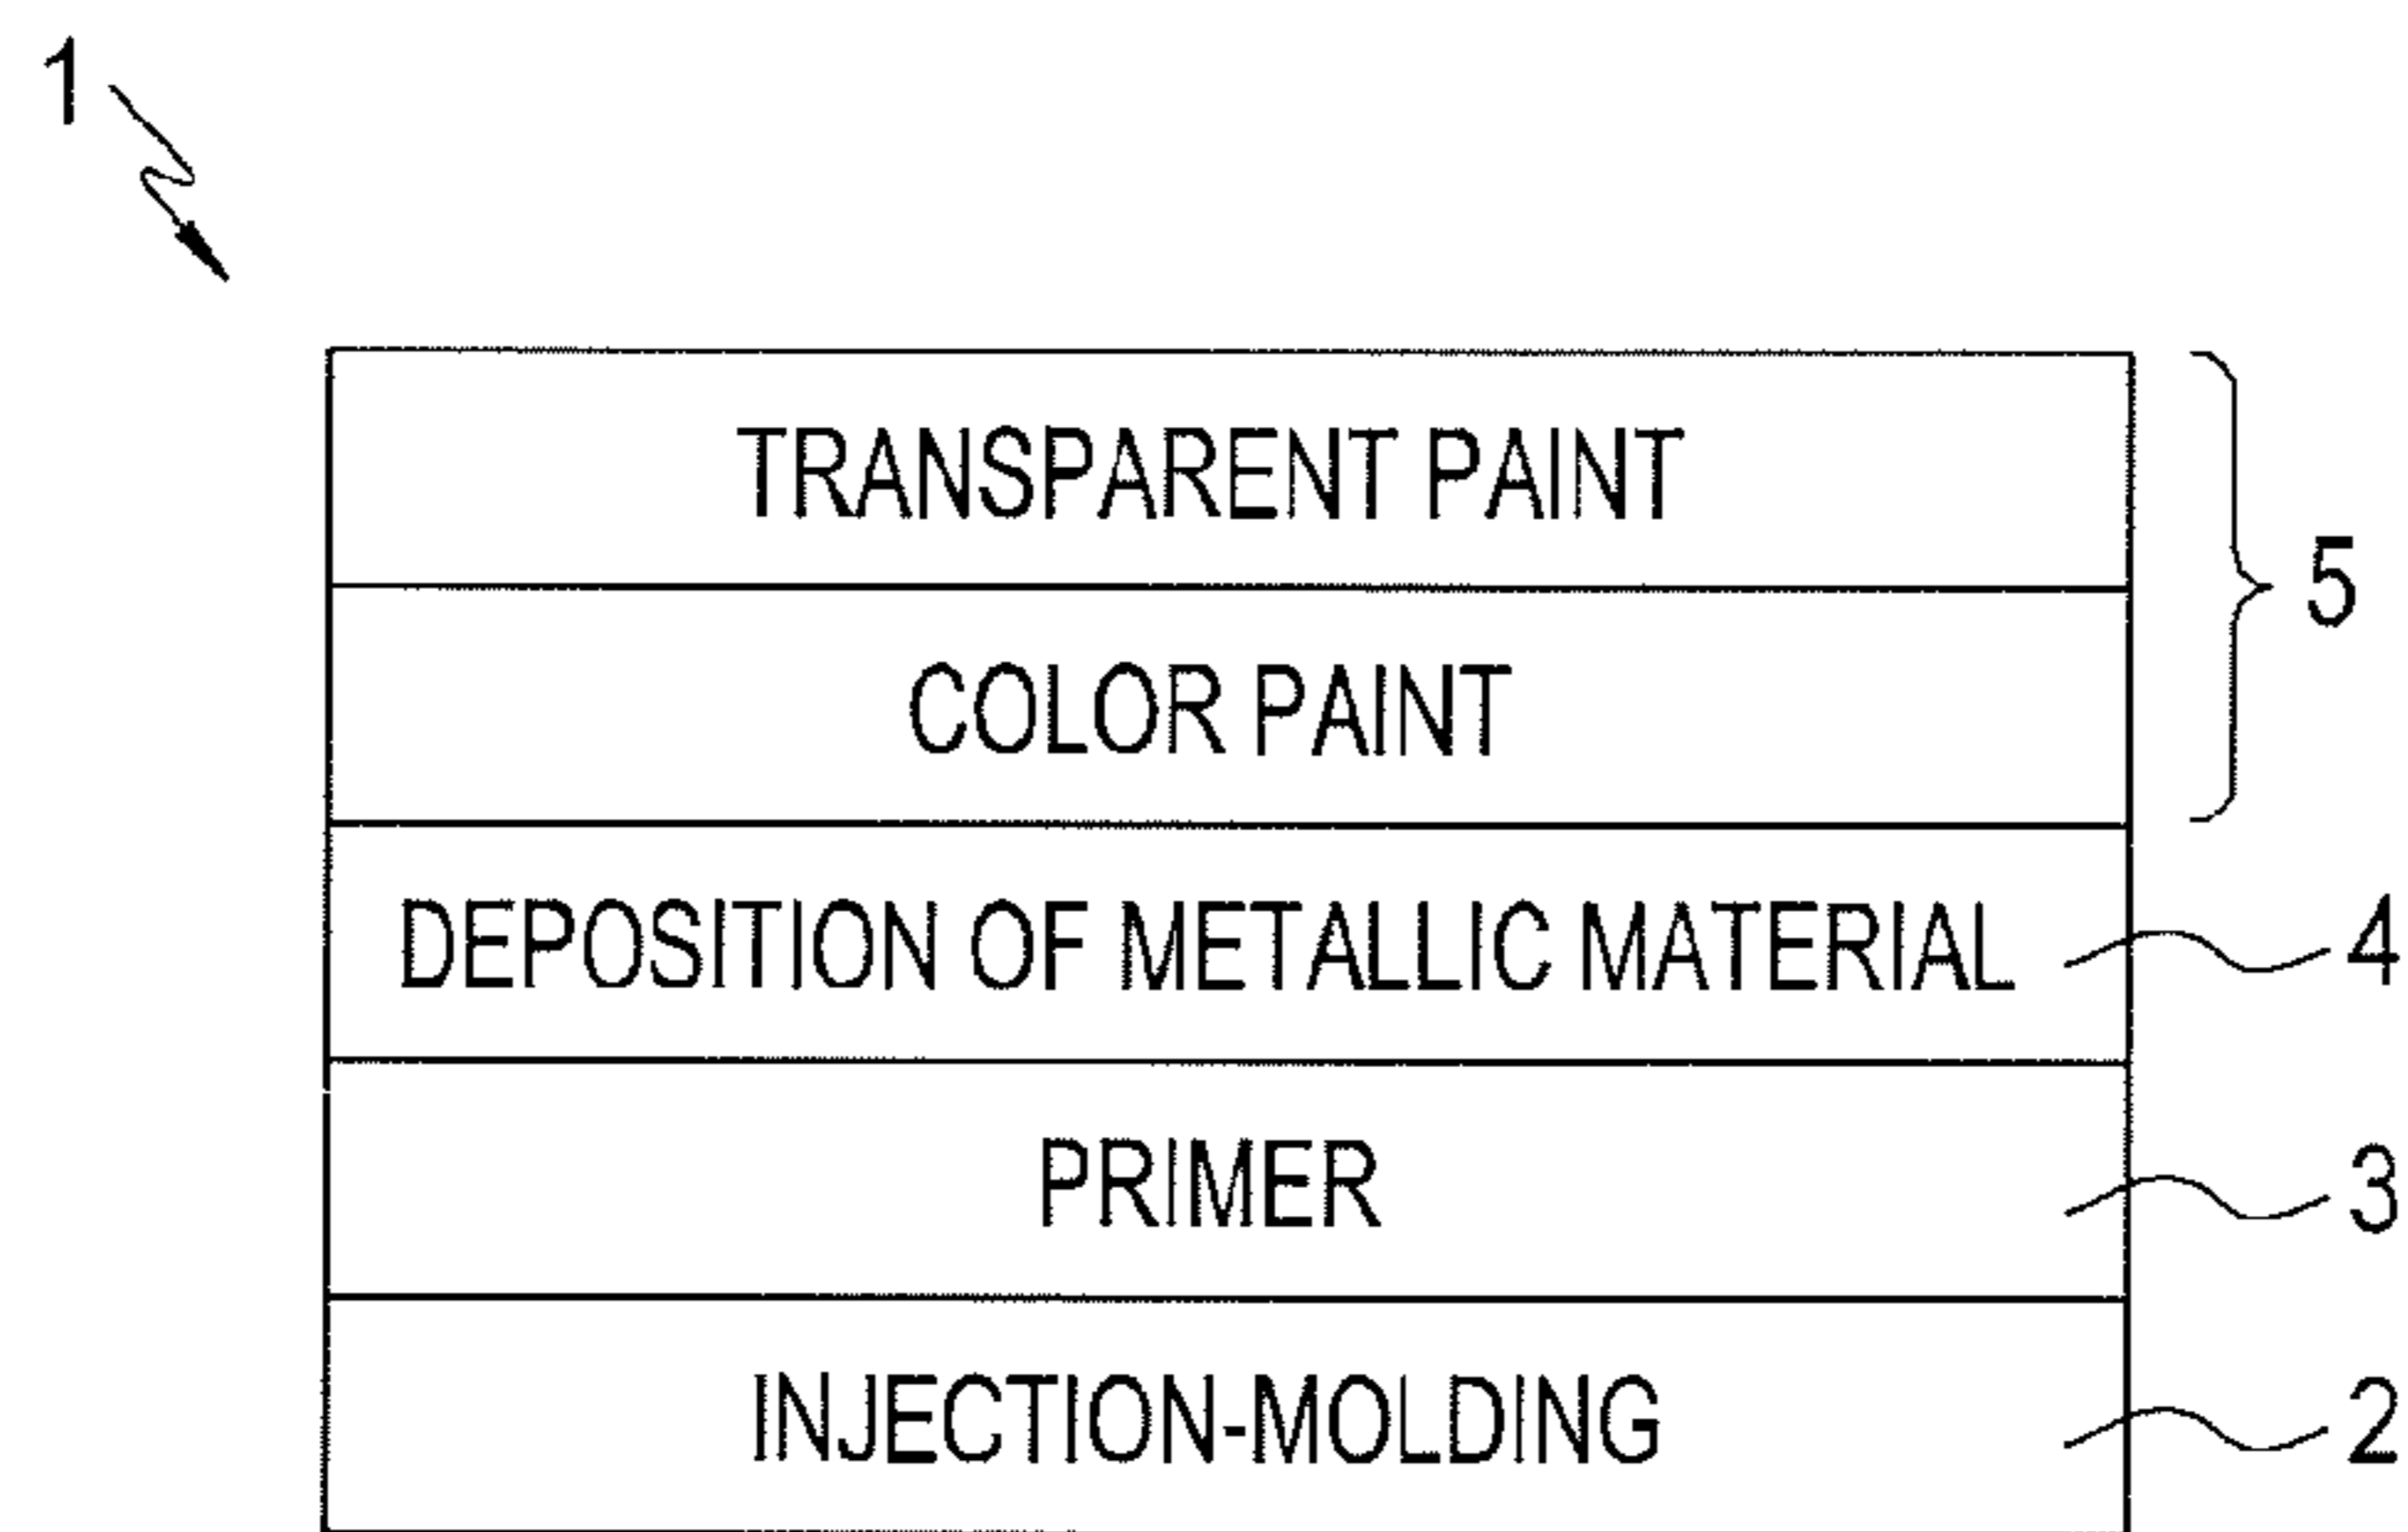 1
TRANSPARENT PAINT
5
COLOR PAINT
DEPOSITION OF METALLIC MATERIAL 4
PRIMER 3
INJECTION-MOLDING 2